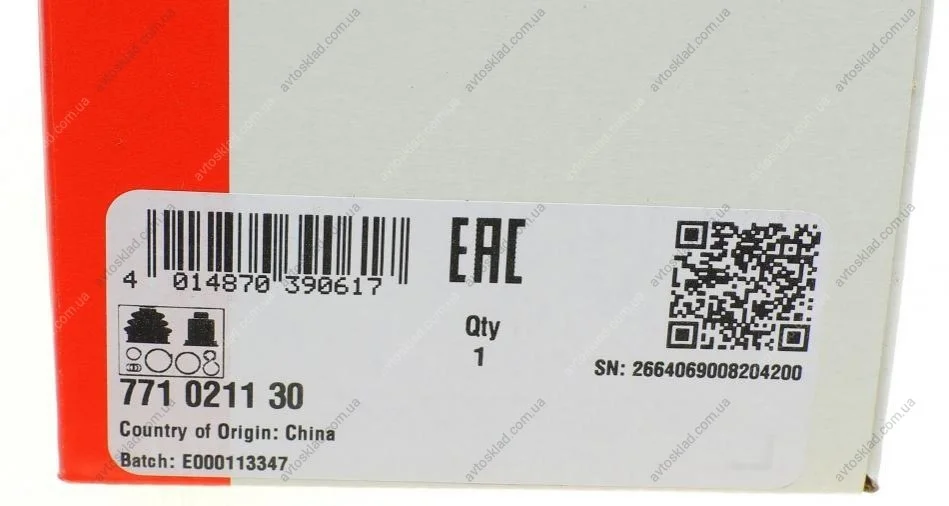 4 014870 390617
EAC
Qty
1
SN: 2664069008204200
771 0211 30
Country of Origin: China
Batch: E000113347
avtosklad.com.ua